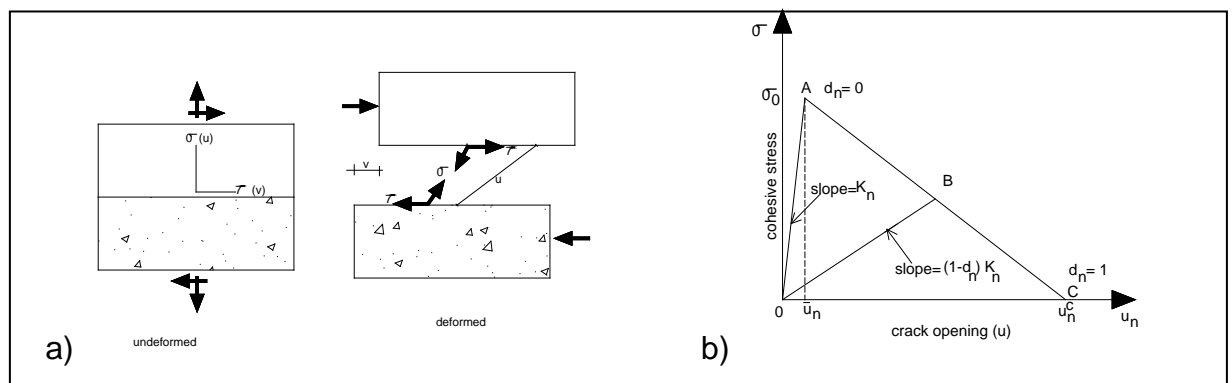 σ (u)
τ (v)
undeformed
a)
v
σ
τ
τ
u
deformed
σ
σ₀
A
dₙ= 0
cohesive stress
slope=Kₙ
B
slope=(1-dₙ) Kₙ
dₙ= 1
C
0
ūₙ
uₙᶜ
uₙ
crack opening (u)
b)